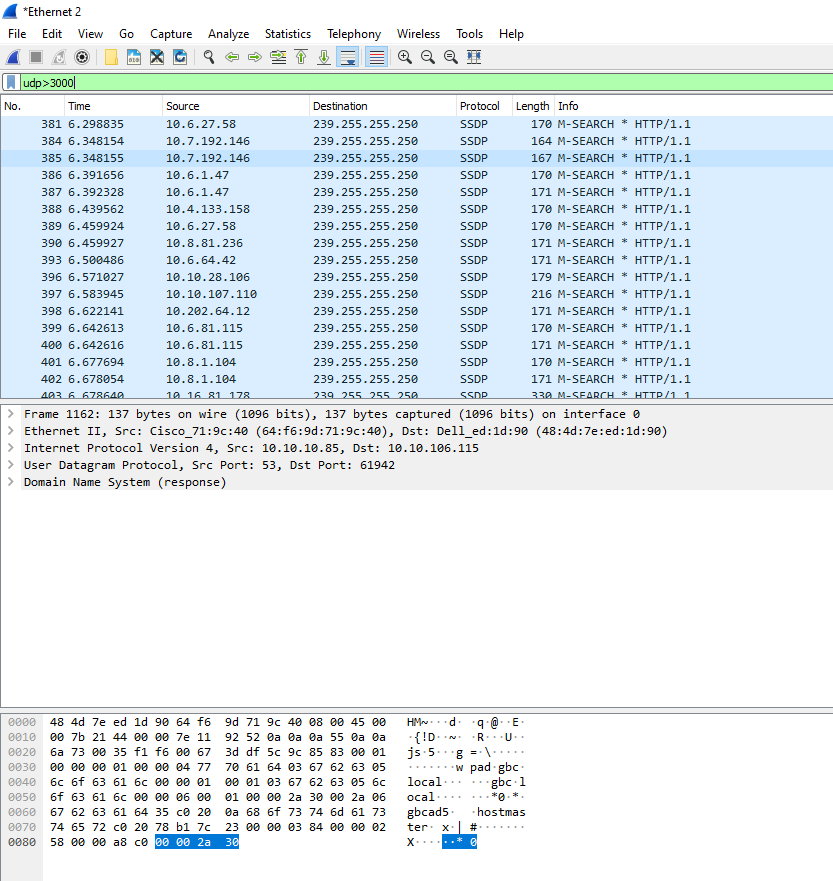 *Ethernet 2
File Edit View Go Capture Analyze Statistics Telephony Wireless Tools Help
udp>3000
No. Time Source Destination Protocol Length Info
381 6.298835 10.6.27.58 239.255.255.250 SSDP 170 M-SEARCH * HTTP/1.1
384 6.348154 10.7.192.146 239.255.255.250 SSDP 164 M-SEARCH * HTTP/1.1
385 6.348155 10.7.192.146 239.255.255.250 SSDP 167 M-SEARCH * HTTP/1.1
386 6.391656 10.6.1.47 239.255.255.250 SSDP 170 M-SEARCH * HTTP/1.1
387 6.392328 10.6.1.47 239.255.255.250 SSDP 171 M-SEARCH * HTTP/1.1
388 6.439562 10.4.133.158 239.255.255.250 SSDP 170 M-SEARCH * HTTP/1.1
389 6.459924 10.6.27.58 239.255.255.250 SSDP 170 M-SEARCH * HTTP/1.1
390 6.459927 10.8.81.236 239.255.255.250 SSDP 171 M-SEARCH * HTTP/1.1
393 6.500486 10.6.64.42 239.255.255.250 SSDP 171 M-SEARCH * HTTP/1.1
396 6.571027 10.10.28.106 239.255.255.250 SSDP 179 M-SEARCH * HTTP/1.1
397 6.583945 10.10.107.110 239.255.255.250 SSDP 216 M-SEARCH * HTTP/1.1
398 6.622141 10.202.64.12 239.255.255.250 SSDP 171 M-SEARCH * HTTP/1.1
399 6.642613 10.6.81.115 239.255.255.250 SSDP 170 M-SEARCH * HTTP/1.1
400 6.642616 10.6.81.115 239.255.255.250 SSDP 171 M-SEARCH * HTTP/1.1
401 6.677694 10.8.1.104 239.255.255.250 SSDP 170 M-SEARCH * HTTP/1.1
402 6.678054 10.8.1.104 239.255.255.250 SSDP 171 M-SEARCH * HTTP/1.1
403 6.678640 10.16.81.178 239.255.255.250 SSDP 330 M-SEARCH * HTTP/1.1
Frame 1162: 137 bytes on wire (1096 bits), 137 bytes captured (1096 bits) on interface 0
Ethernet II, Src: Cisco_71:9c:40 (64:f6:9d:71:9c:40), Dst: Dell_ed:1d:90 (48:4d:7e:ed:1d:90)
Internet Protocol Version 4, Src: 10.10.10.85, Dst: 10.10.106.115
User Datagram Protocol, Src Port: 53, Dst Port: 61942
Domain Name System (response)
0000 48 4d 7e ed 1d 90 64 f6 9d 71 9c 40 08 00 45 00 HM~···d· ·q·@··E·
0010 00 7b 21 44 00 00 7e 11 92 52 0a 0a 0a 55 0a 0a ·{!D··~· ·R···U··
0020 6a 73 00 35 f1 f6 00 67 3d df 5c 9c 85 83 00 01 js·5···g =·\·····
0030 00 00 00 01 00 00 04 77 70 61 64 03 67 62 63 05 ·······w pad·gbc·
0040 6c 6f 63 61 6c 00 00 01 00 01 03 67 62 63 05 6c local··· ···gbc·l
0050 6f 63 61 6c 00 00 06 00 01 00 00 2a 30 00 2a 06 ocal···· ···*0·*·
0060 67 62 63 61 64 35 c0 20 0a 68 6f 73 74 6d 61 73 gbcad5· ·hostmas
0070 74 65 72 c0 20 78 b1 7c 23 00 00 03 84 00 00 02 ter· x·| #·······
0080 58 00 00 a8 c0 00 00 2a 30 X······* 0